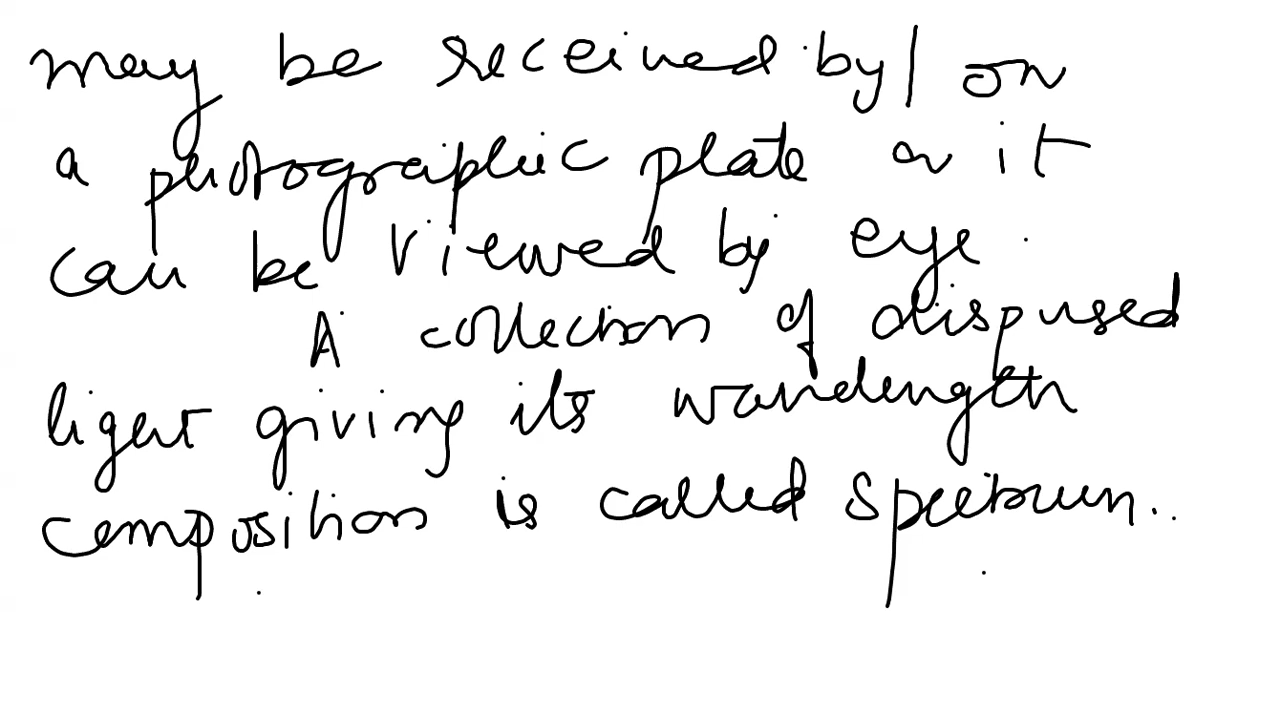 may be received by/on
a photographic plate or it
can be viewed by eye.
A collection of dispersed
light giving its wavelength
composition is called spectrum..